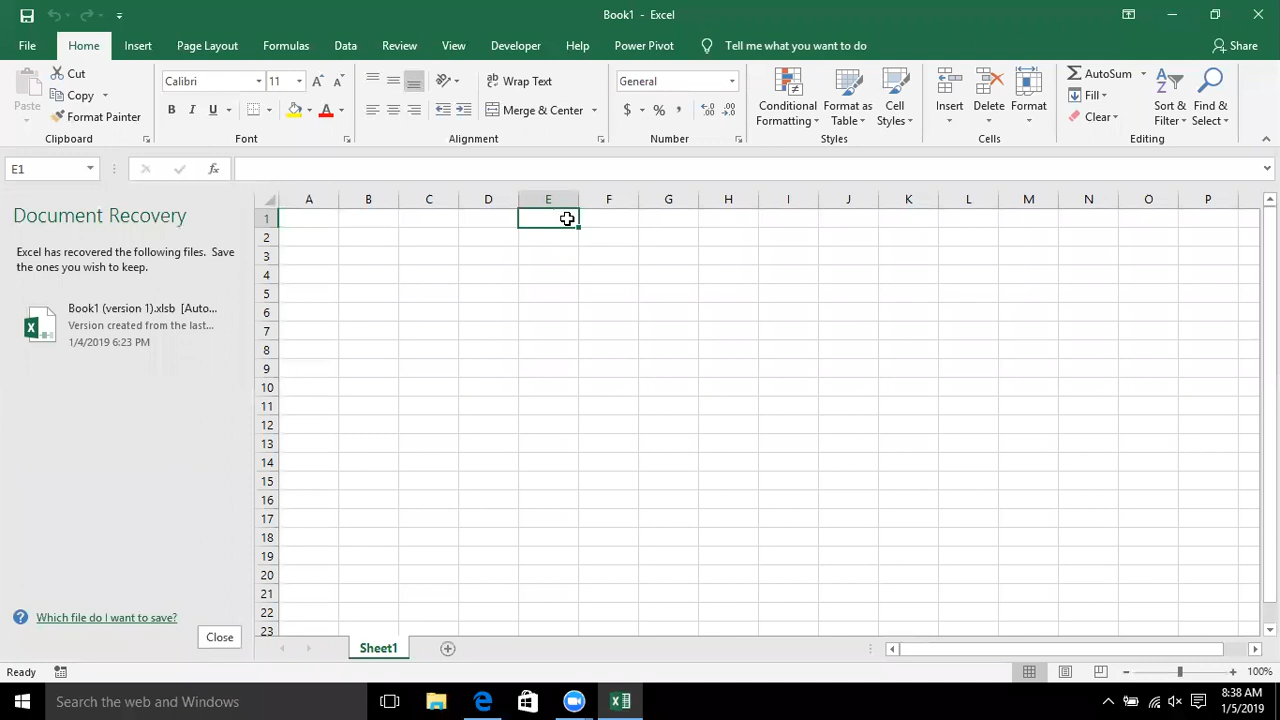 Book1 - Excel
File Home Insert Page Layout Formulas Data Review View Developer Help Power Pivot Tell me what you want to do Share
Paste Cut Copy Format Painter Clipboard
Calibri 11 B I U A Font
Wrap Text Merge & Center Alignment
General $ % , Number
Conditional Formatting Format as Table Cell Styles Styles
Insert Delete Format Cells
AutoSum Fill Clear Sort & Filter Find & Select Editing
E1 fx
A B C D E F G H I J K L M N O P
Document Recovery
Excel has recovered the following files. Save
the ones you wish to keep.
Book1 (version 1).xlsb [Auto...
Version created from the last...
1/4/2019 6:23 PM
1
2
3
4
5
6
7
8
9
10
11
12
13
14
15
16
17
18
19
20
21
22
23
Which file do I want to save?
Close
Sheet1
Ready 100%
Search the web and Windows
8:38 AM
1/5/2019